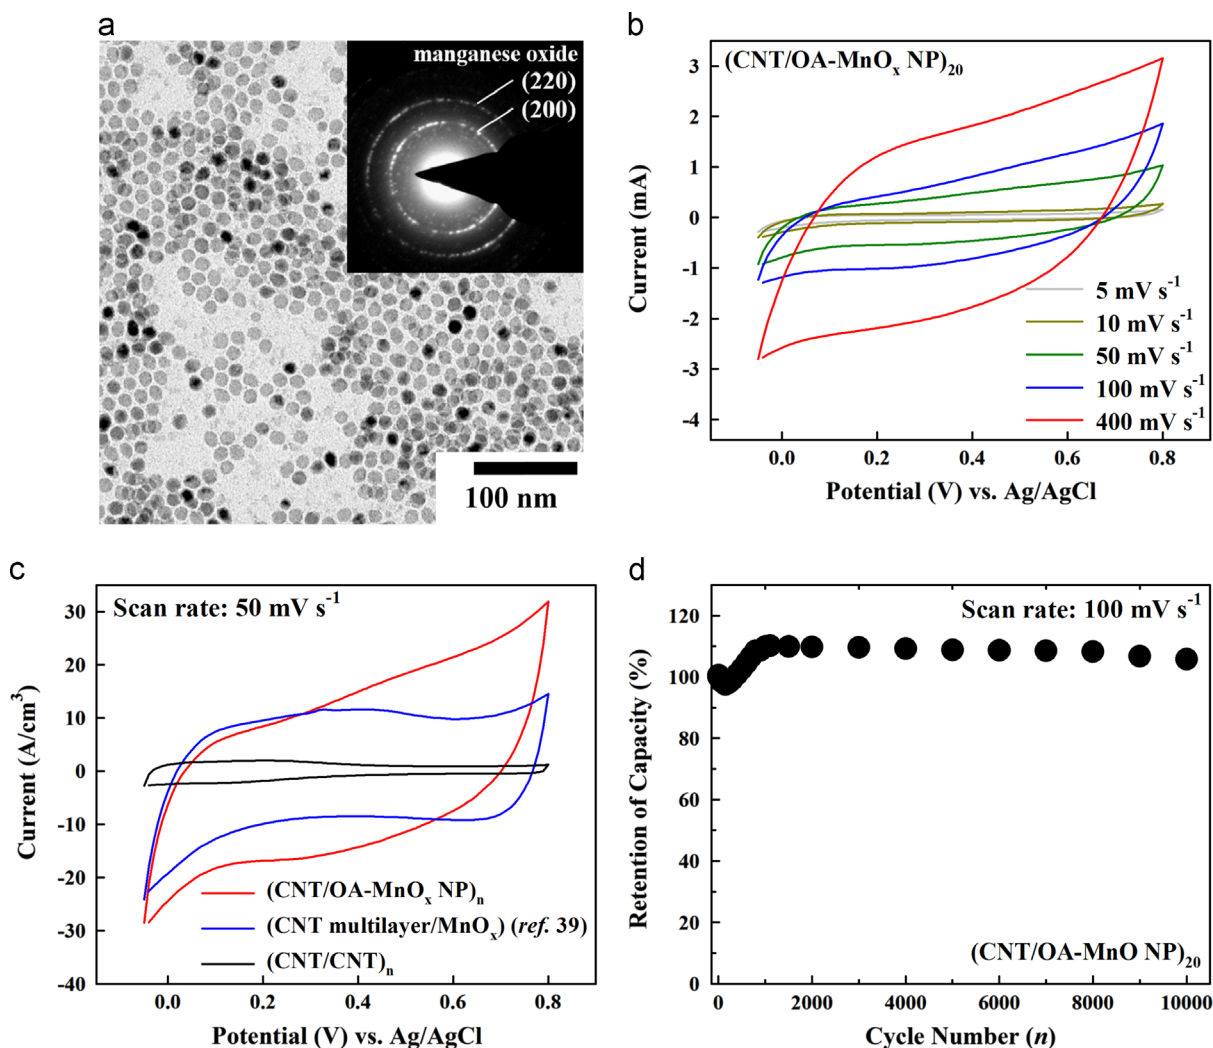 a
manganese oxide
(220)
(200)
100 nm
b
(CNT/OA-MnOₓ NP)₂₀
Current (mA)
3
2
1
0
-1
-2
-3
-4
5 mV s⁻¹
10 mV s⁻¹
50 mV s⁻¹
100 mV s⁻¹
400 mV s⁻¹
0.0 0.2 0.4 0.6 0.8
Potential (V) vs. Ag/AgCl
c
Scan rate: 50 mV s⁻¹
Current (A/cm³)
30
20
10
0
-10
-20
-30
-40
(CNT/OA-MnOₓ NP)ₙ
(CNT multilayer/MnOₓ) (ref. 39)
(CNT/CNT)ₙ
0.0 0.2 0.4 0.6 0.8
Potential (V) vs. Ag/AgCl
d
Scan rate: 100 mV s⁻¹
Retention of Capacity (%)
120
100
80
60
40
20
0
(CNT/OA-MnO NP)₂₀
0 2000 4000 6000 8000 10000
Cycle Number (n)